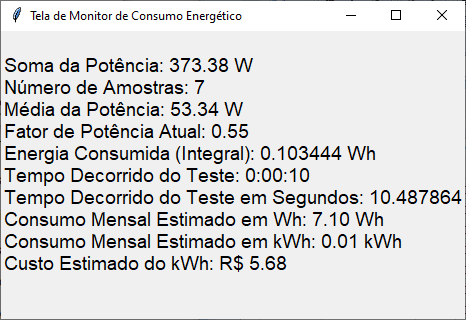 Tela de Monitor de Consumo Energético
Soma da Potência: 373.38 W
Número de Amostras: 7
Média da Potência: 53.34 W
Fator de Potência Atual: 0.55
Energia Consumida (Integral): 0.103444 Wh
Tempo Decorrido do Teste: 0:00:10
Tempo Decorrido do Teste em Segundos: 10.487864
Consumo Mensal Estimado em Wh: 7.10 Wh
Consumo Mensal Estimado em kWh: 0.01 kWh
Custo Estimado do kWh: R$ 5.68